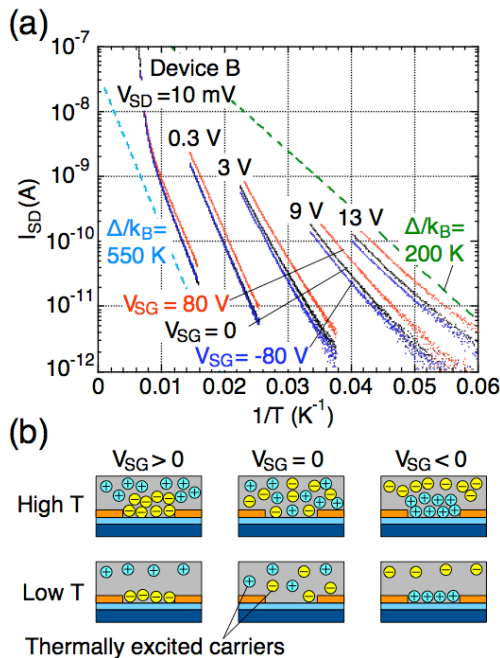 (a)
10^-7
10^-8
10^-9
10^-10
10^-11
10^-12
I_SD(A)
Device B
V_SD=10 mV
0.3 V
3 V
9 V
13 V
Δ/k_B=
550 K
Δ/k_B=
200 K
V_SG = 80 V
V_SG = 0
V_SG = -80 V
0 0.01 0.02 0.03 0.04 0.05 0.06
1/T (K^-1)
(b)
V_SG > 0 V_SG = 0 V_SG < 0
High T
+ + + + + + + + + − − − − − − −
Low T
Thermally excited carriers